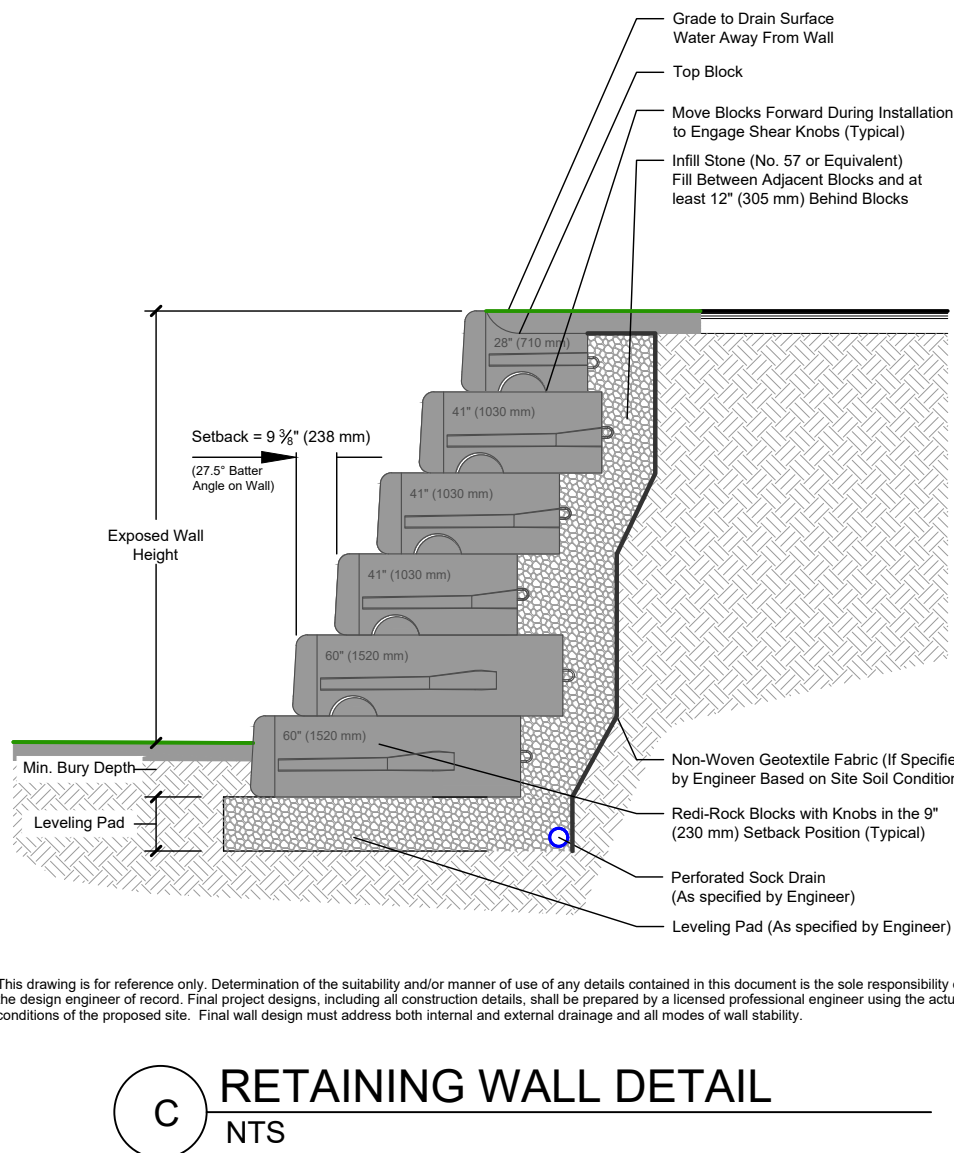 Grade to Drain Surface
Water Away From Wall
Top Block
Move Blocks Forward During Installation
to Engage Shear Knobs (Typical)
Infill Stone (No. 57 or Equivalent)
Fill Between Adjacent Blocks and at
least 12" (305 mm) Behind Blocks
28" (710 mm)
41" (1030 mm)
Setback = 9 3/8" (238 mm)
(27.5° Batter
Angle on Wall)
41" (1030 mm)
Exposed Wall
Height
41" (1030 mm)
60" (1520 mm)
60" (1520 mm)
Min. Bury Depth
Leveling Pad
Non-Woven Geotextile Fabric (If Specifie
by Engineer Based on Site Soil Condition
Redi-Rock Blocks with Knobs in the 9"
(230 mm) Setback Position (Typical)
Perforated Sock Drain
(As specified by Engineer)
Leveling Pad (As specified by Engineer)
This drawing is for reference only. Determination of the suitability and/or manner of use of any details contained in this document is the sole responsibility
the design engineer of record. Final project designs, including all construction details, shall be prepared by a licensed professional engineer using the actu
conditions of the proposed site. Final wall design must address both internal and external drainage and all modes of wall stability.
C
RETAINING WALL DETAIL
NTS